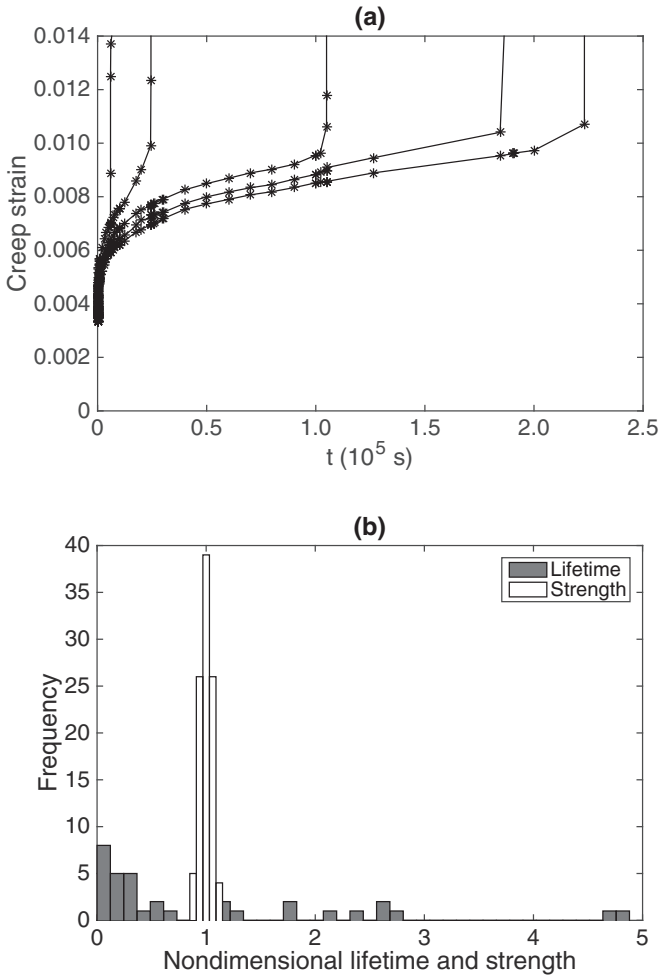 (a)
0.014
0.012
0.010
0.008
0.006
0.004
0.002
0
Creep strain
0 0.5 1.0 1.5 2.0 2.5
t (10⁵ s)
(b)
40
35
30
25
20
15
10
5
0
Frequency
Lifetime
Strength
0 1 2 3 4 5
Nondimensional lifetime and strength